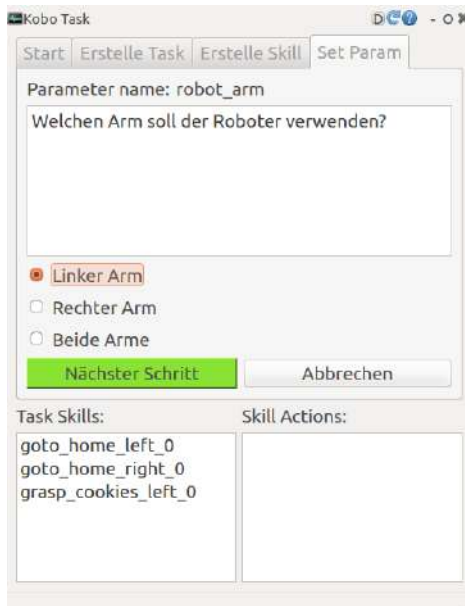 Kobo Task
D
Start Erstelle Task Erstelle Skill Set Param
Parameter name: robot_arm
Welchen Arm soll der Roboter verwenden?
Linker Arm
Rechter Arm
Beide Arme
Nächster Schritt Abbrechen
Task Skills: Skill Actions:
goto_home_left_0
goto_home_right_0
grasp_cookies_left_0